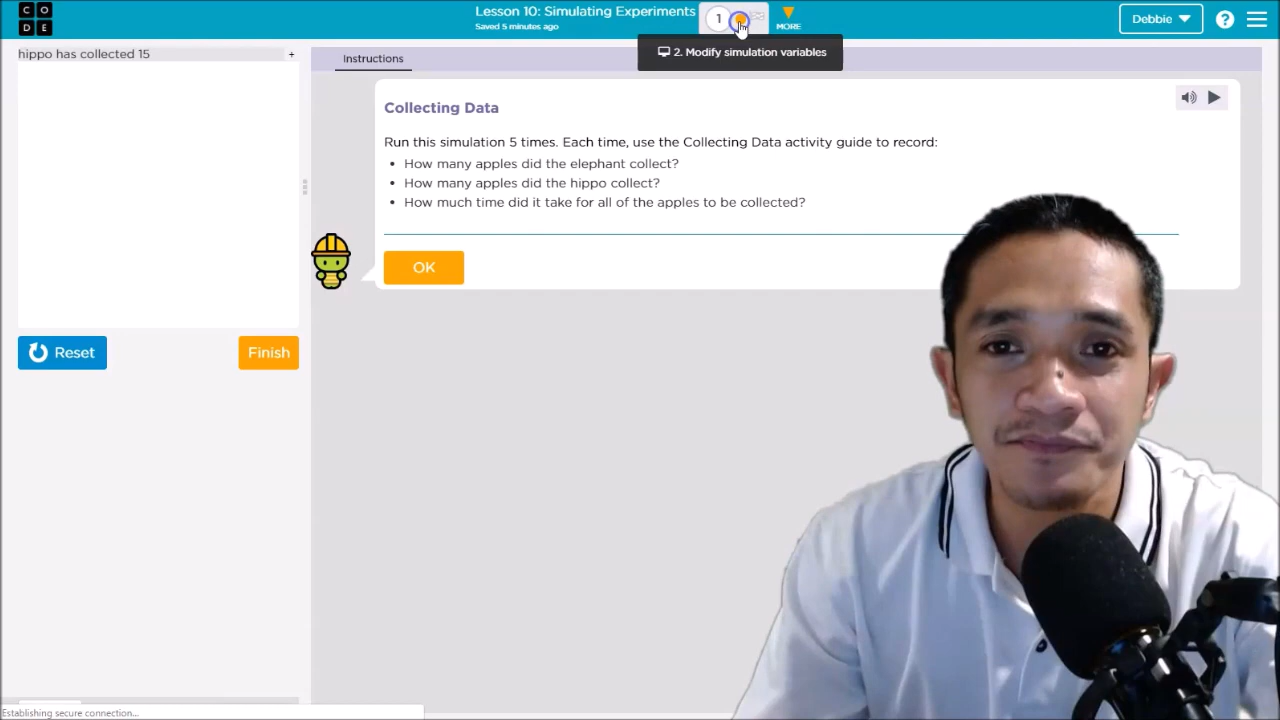 C O
D E
Lesson 10: Simulating Experiments
Saved 5 minutes ago
1
MORE
Debbie
?
2. Modify simulation variables
hippo has collected 15
+
Instructions
Collecting Data
Run this simulation 5 times. Each time, use the Collecting Data activity guide to record:
• How many apples did the elephant collect?
• How many apples did the hippo collect?
• How much time did it take for all of the apples to be collected?
OK
Reset
Finish
Establishing secure connection...